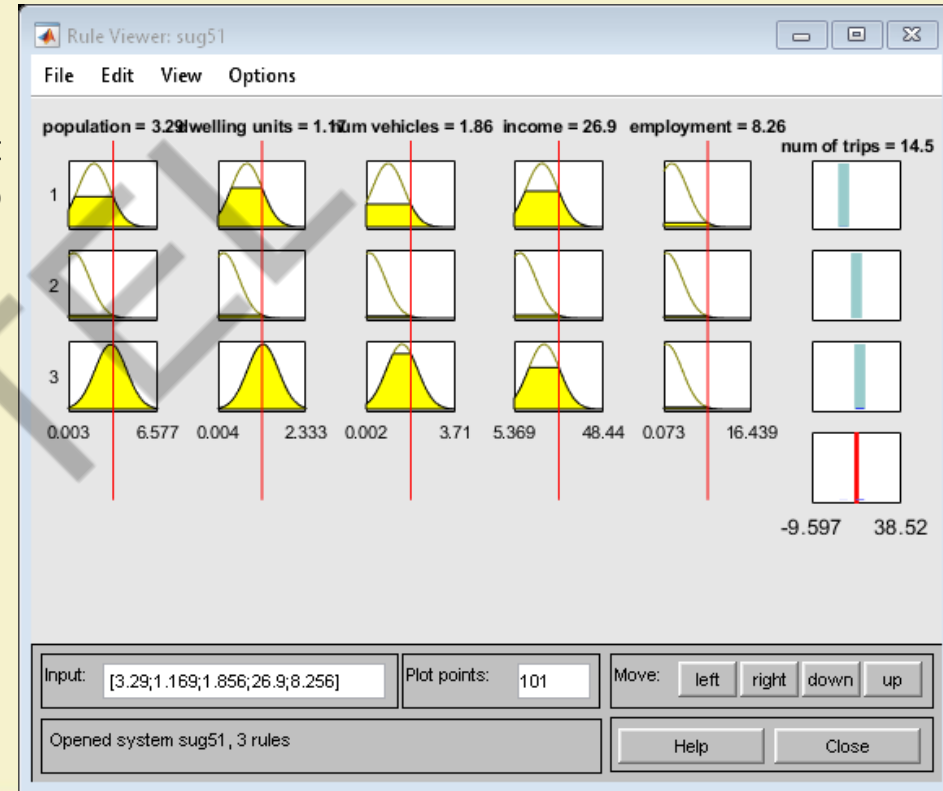 Rule Viewer: sug51
File Edit View Options
population = 3.29 dwelling units = 1.17 num vehicles = 1.86 income = 26.9 employment = 8.26
num of trips = 14.5
1
2
3
0.003 6.577 0.004 2.333 0.002 3.71 5.369 48.44 0.073 16.439
-9.597 38.52
Input: [3.29;1.169;1.856;26.9;8.256] Plot points: 101 Move: left right down up
Opened system sug51, 3 rules Help Close